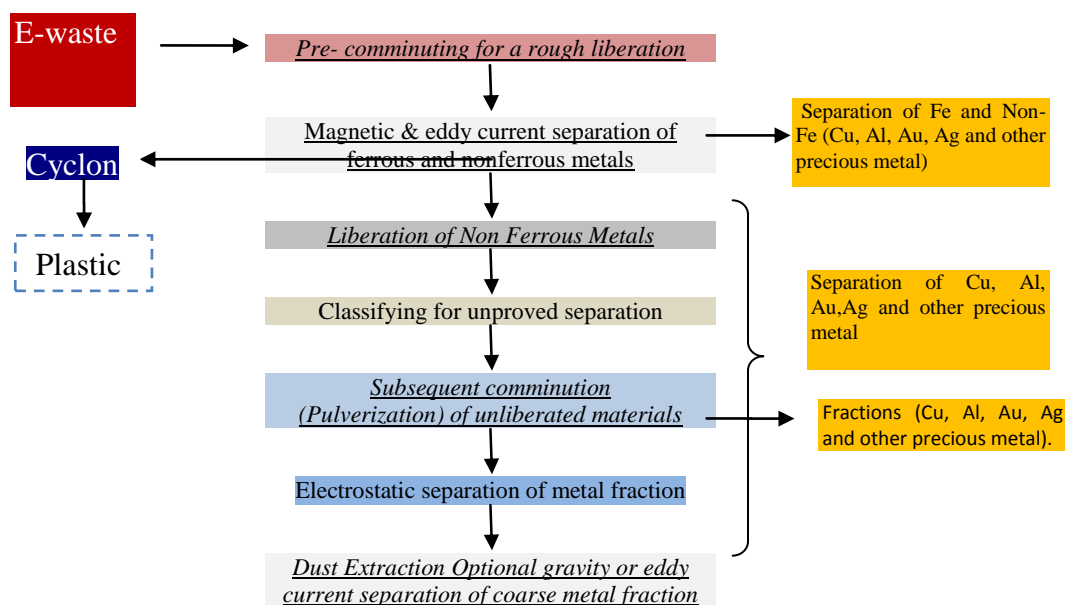 E-waste
Pre- comminuting for a rough liberation
Magnetic & eddy current separation of
ferrous and nonferrous metals
Separation of Fe and Non-
Fe (Cu, Al, Au, Ag and other
precious metal)
Cyclon
Plastic
Liberation of Non Ferrous Metals
Classifying for unproved separation
Separation of Cu, Al,
Au,Ag and other precious
metal
Subsequent comminution
(Pulverization) of unliberated materials
Fractions (Cu, Al, Au, Ag
and other precious metal).
Electrostatic separation of metal fraction
Dust Extraction Optional gravity or eddy
current separation of coarse metal fraction